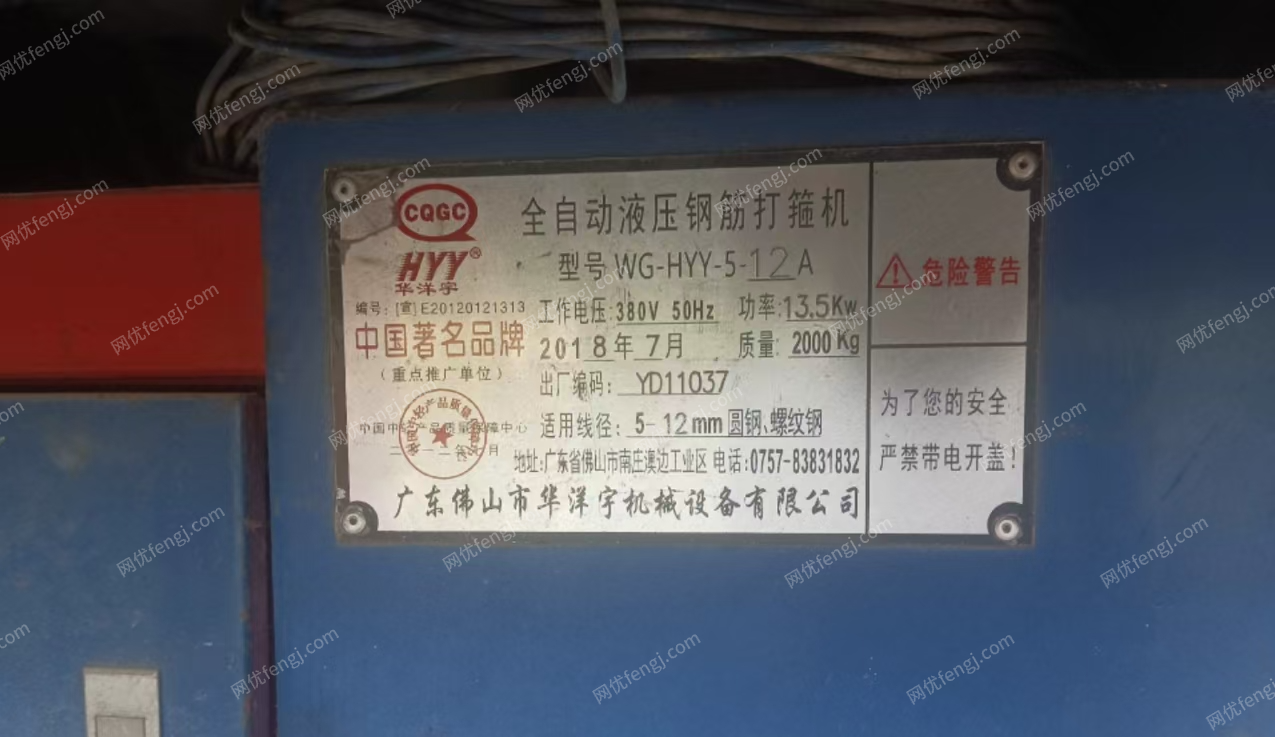 CQGC
HYY®
华洋宇
编号：[宣]E20120121313
中国著名品牌
（重点推广单位）
全自动液压钢筋打箍机
型号 WG-HYY-5-12A
工作电压:380V 50Hz 功率:13.5Kw
2018年7月 质量: 2000Kg
出厂编码: YD11037
适用线径: 5-12mm圆钢、螺纹钢
地址:广东省佛山市南庄澳边工业区 电话:0757-83831832
广东佛山市华洋宇机械设备有限公司
危险警告
为了您的安全
严禁带电开盖!
网优fengj.com